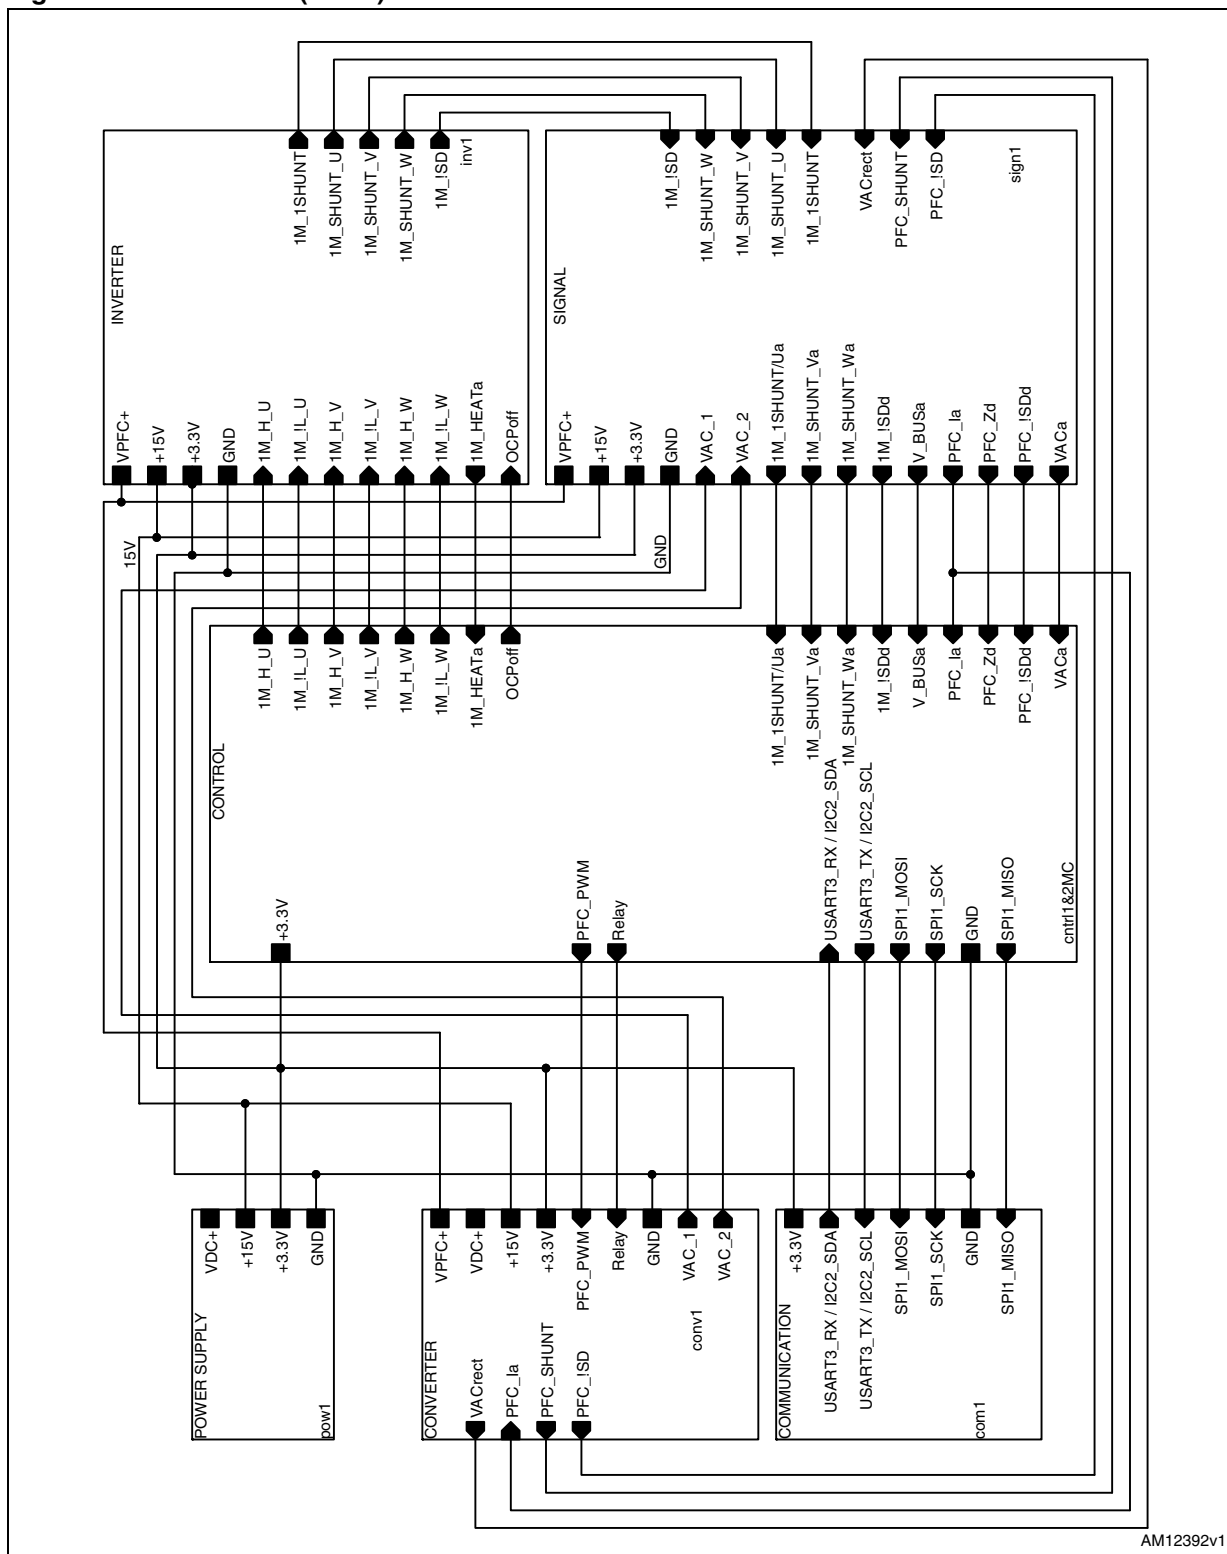 INVERTER
inv1
1M_1SHUNT
1M_SHUNT_U
1M_SHUNT_V
1M_SHUNT_W
1M_!SD
VPFC+
+15V
+3.3V
GND
1M_H_U
1M_!L_U
1M_H_V
1M_!L_V
1M_H_W
1M_!L_W
1M_HEATa
OCPoff
SIGNAL
sign1
1M_!SD
1M_SHUNT_W
1M_SHUNT_V
1M_SHUNT_U
1M_1SHUNT
VACrect
PFC_SHUNT
PFC_!SD
VPFC+
+15V
+3.3V
GND
VAC_1
VAC_2
1M_1SHUNT/Ua
1M_SHUNT_Va
1M_SHUNT_Wa
1M_!SDd
V_BUSa
PFC_Ia
PFC_Zd
PFC_!SDd
VACa
15V
GND
CONTROL
cntrl1&2MC
1M_H_U
1M_!L_U
1M_H_V
1M_!L_V
1M_H_W
1M_!L_W
1M_HEATa
OCPoff
1M_1SHUNT/Ua
1M_SHUNT_Va
1M_SHUNT_Wa
1M_!SDd
V_BUSa
PFC_Ia
PFC_Zd
PFC_!SDd
VACa
+3.3V
PFC_PWM
Relay
USART3_RX / I2C2_SDA
USART3_TX / I2C2_SCL
SPI1_MOSI
SPI1_SCK
GND
SPI1_MISO
POWER SUPPLY
pow1
VDC+
+15V
+3.3V
GND
CONVERTER
conv1
VPFC+
VDC+
+15V
+3.3V
PFC_PWM
Relay
GND
VAC_1
VAC_2
VACrect
PFC_Ia
PFC_SHUNT
PFC_!SD
COMMUNICATION
com1
+3.3V
USART3_RX / I2C2_SDA
USART3_TX / I2C2_SCL
SPI1_MOSI
SPI1_SCK
GND
SPI1_MISO
AM12392v1